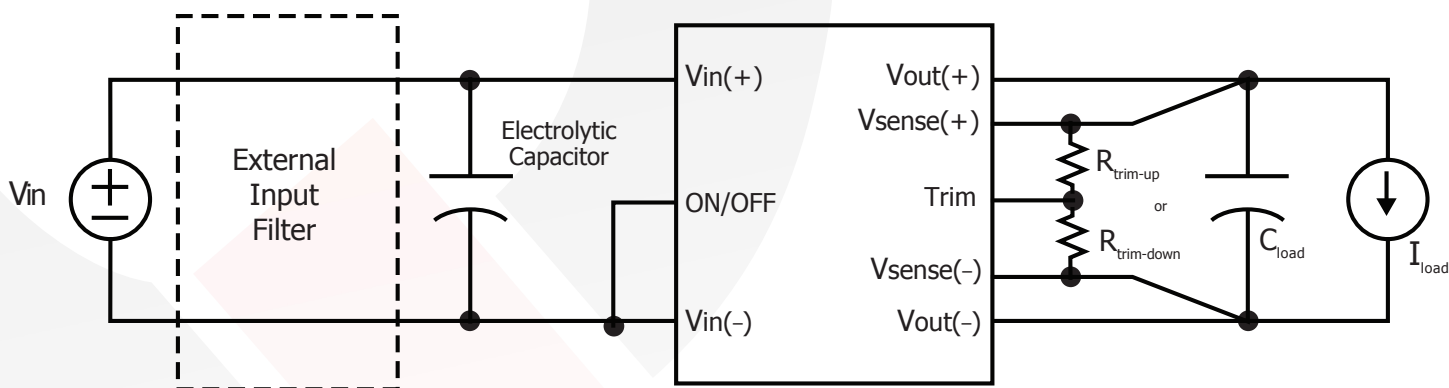 Vin
External
Input
Filter
Electrolytic
Capacitor
Vin(+)
ON/OFF
Vin(−)
Vout(+)
Vsense(+)
Trim
Vsense(−)
Vout(−)
Rtrim-up
or
Rtrim-down
Cload
Iload